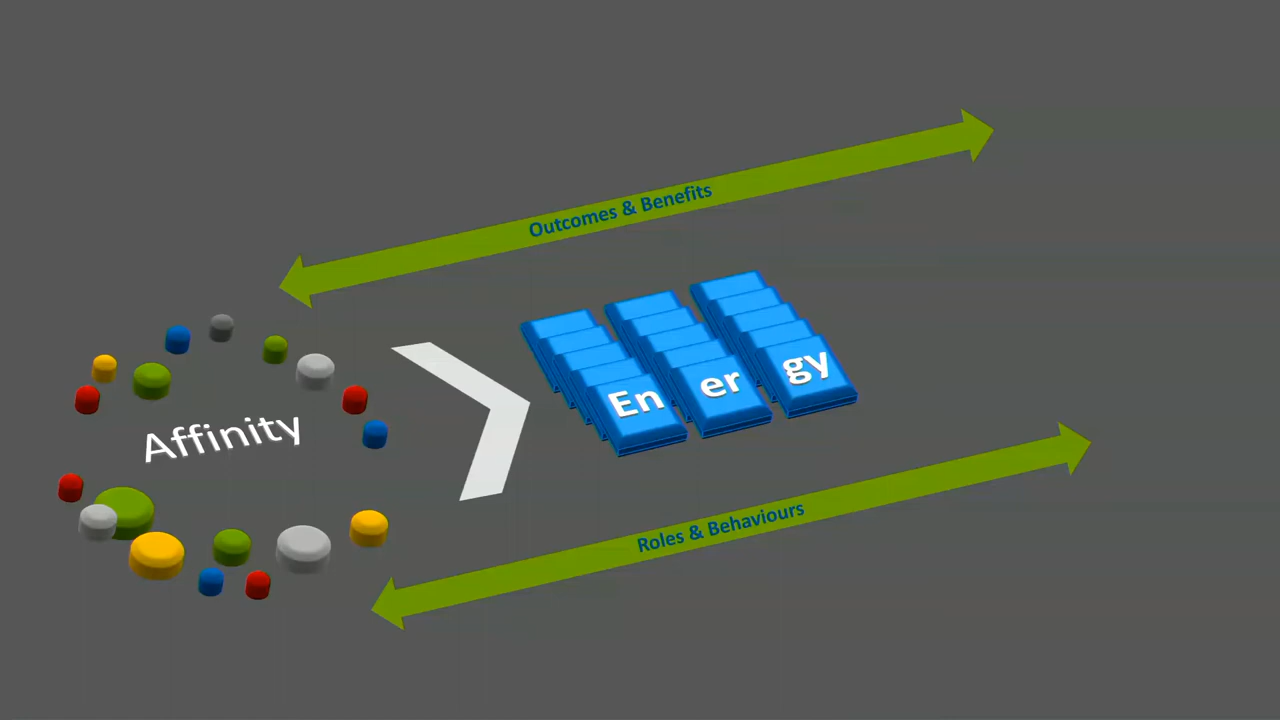 Outcomes & Benefits
Affinity
En er gy
Roles & Behaviours